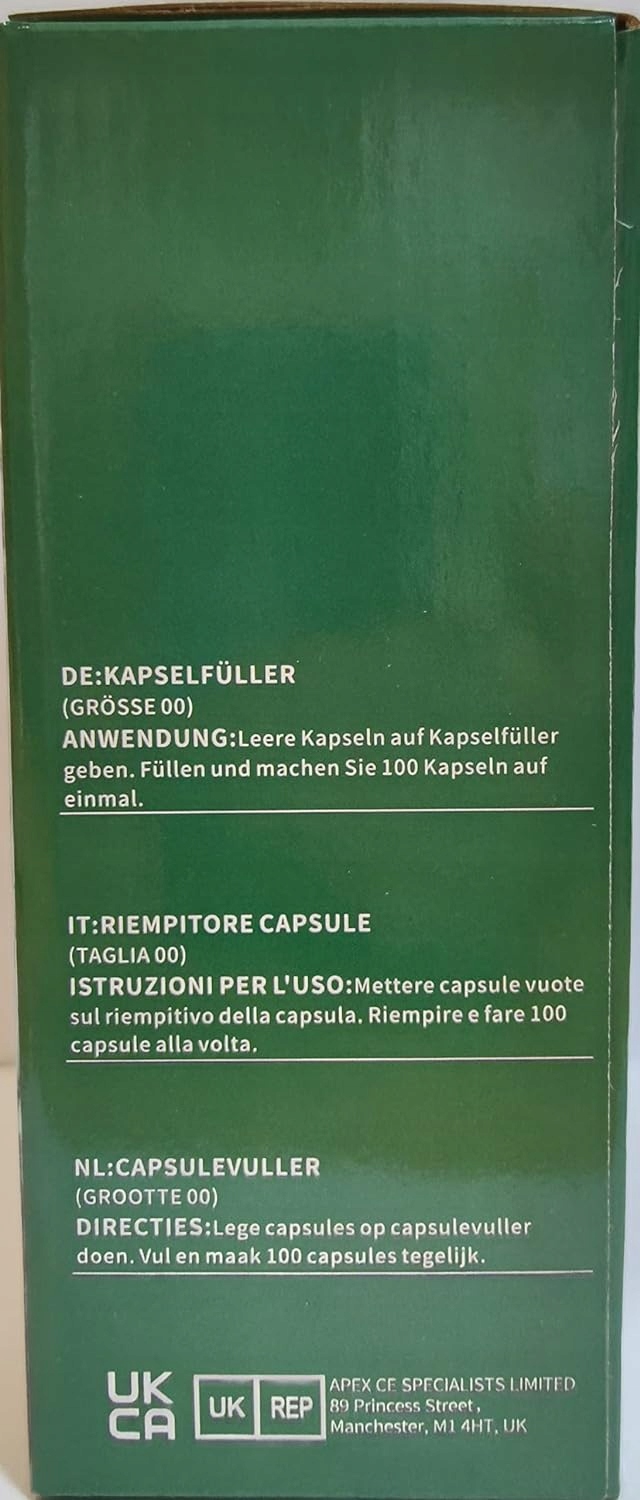 DE:KAPSELFÜLLER
(GRÖSSE 00)
ANWENDUNG:Leere Kapseln auf Kapselfüller
geben. Füllen und machen Sie 100 Kapseln auf
einmal.
IT:RIEMPITORE CAPSULE
(TAGLIA 00)
ISTRUZIONI PER L'USO:Mettere capsule vuote
sul riempitivo della capsula. Riempire e fare 100
capsule alla volta.
NL:CAPSULEVULLER
(GROOTTE 00)
DIRECTIES:Lege capsules op capsulevuller
doen. Vul en maak 100 capsules tegelijk.
UK
CA
UK REP
APEX CE SPECIALISTS LIMITED
89 Princess Street,
Manchester, M1 4HT, UK